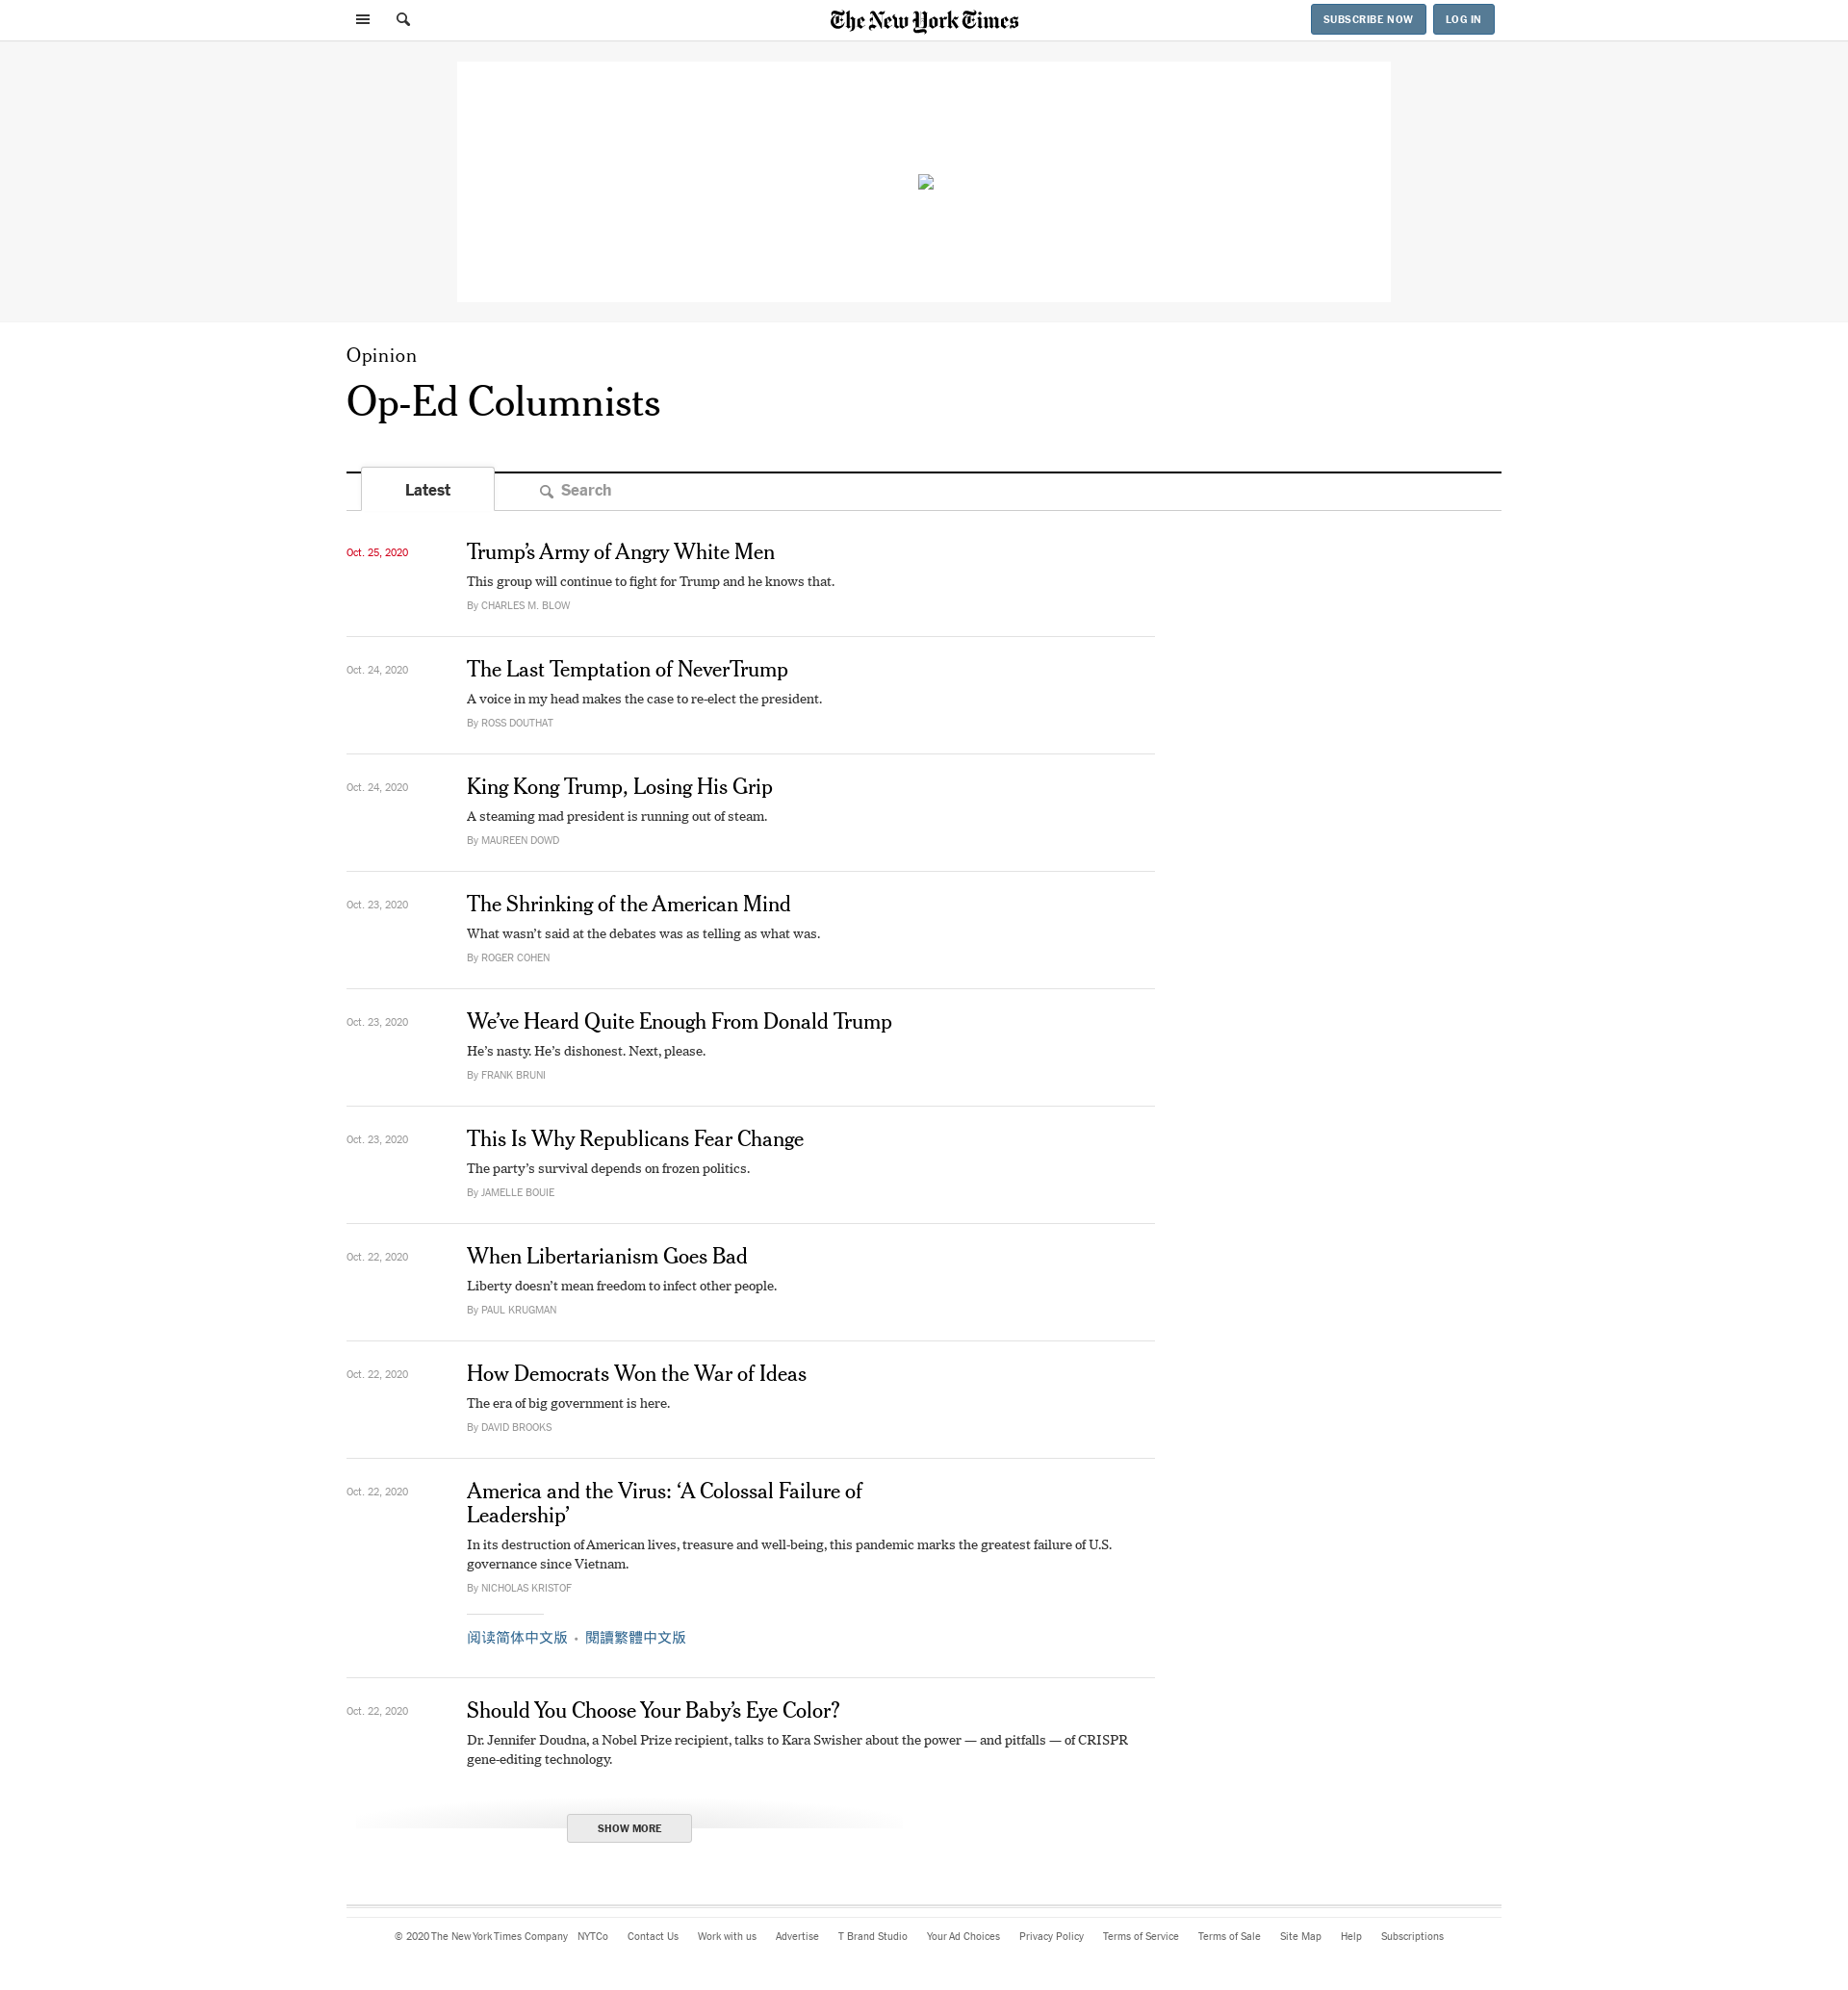 The New York Times
SUBSCRIBE NOW
LOG IN
Opinion
Op-Ed Columnists
Latest
Search
Oct. 25, 2020
Trump’s Army of Angry White Men
This group will continue to fight for Trump and he knows that.
By CHARLES M. BLOW
Oct. 24, 2020
The Last Temptation of NeverTrump
A voice in my head makes the case to re-elect the president.
By ROSS DOUTHAT
Oct. 24, 2020
King Kong Trump, Losing His Grip
A steaming mad president is running out of steam.
By MAUREEN DOWD
Oct. 23, 2020
The Shrinking of the American Mind
What wasn’t said at the debates was as telling as what was.
By ROGER COHEN
Oct. 23, 2020
We’ve Heard Quite Enough From Donald Trump
He’s nasty. He’s dishonest. Next, please.
By FRANK BRUNI
Oct. 23, 2020
This Is Why Republicans Fear Change
The party’s survival depends on frozen politics.
By JAMELLE BOUIE
Oct. 22, 2020
When Libertarianism Goes Bad
Liberty doesn’t mean freedom to infect other people.
By PAUL KRUGMAN
Oct. 22, 2020
How Democrats Won the War of Ideas
The era of big government is here.
By DAVID BROOKS
Oct. 22, 2020
America and the Virus: ‘A Colossal Failure of
Leadership’
In its destruction of American lives, treasure and well-being, this pandemic marks the greatest failure of U.S.
governance since Vietnam.
By NICHOLAS KRISTOF
阅读简体中文版 • 閱讀繁體中文版
Oct. 22, 2020
Should You Choose Your Baby’s Eye Color?
Dr. Jennifer Doudna, a Nobel Prize recipient, talks to Kara Swisher about the power — and pitfalls — of CRISPR
gene-editing technology.
SHOW MORE
© 2020 The New York Times Company NYTCo Contact Us Work with us Advertise T Brand Studio Your Ad Choices Privacy Policy Terms of Service Terms of Sale Site Map Help Subscriptions